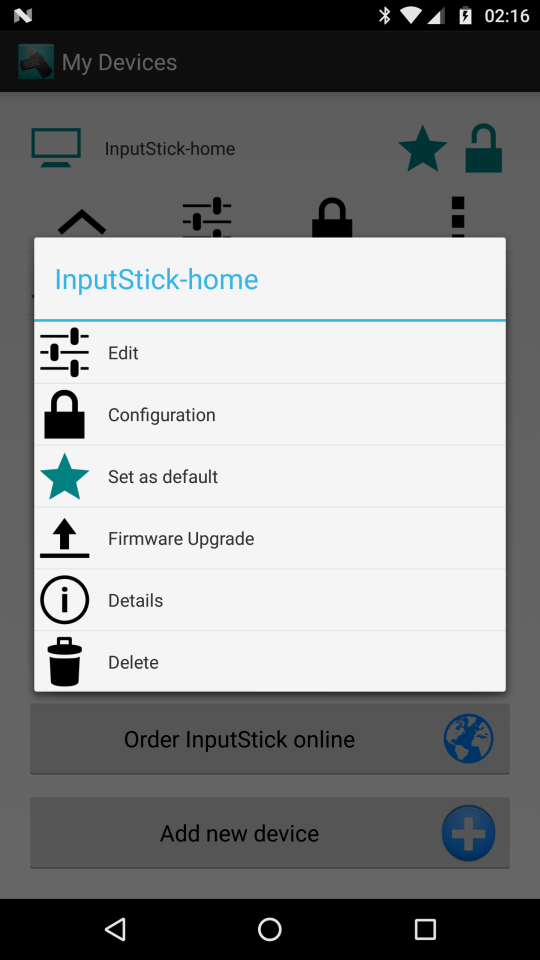 02:16
My Devices
InputStick-home
InputStick-home
Edit
Configuration
Set as default
Firmware Upgrade
Details
Delete
Order InputStick online
Add new device